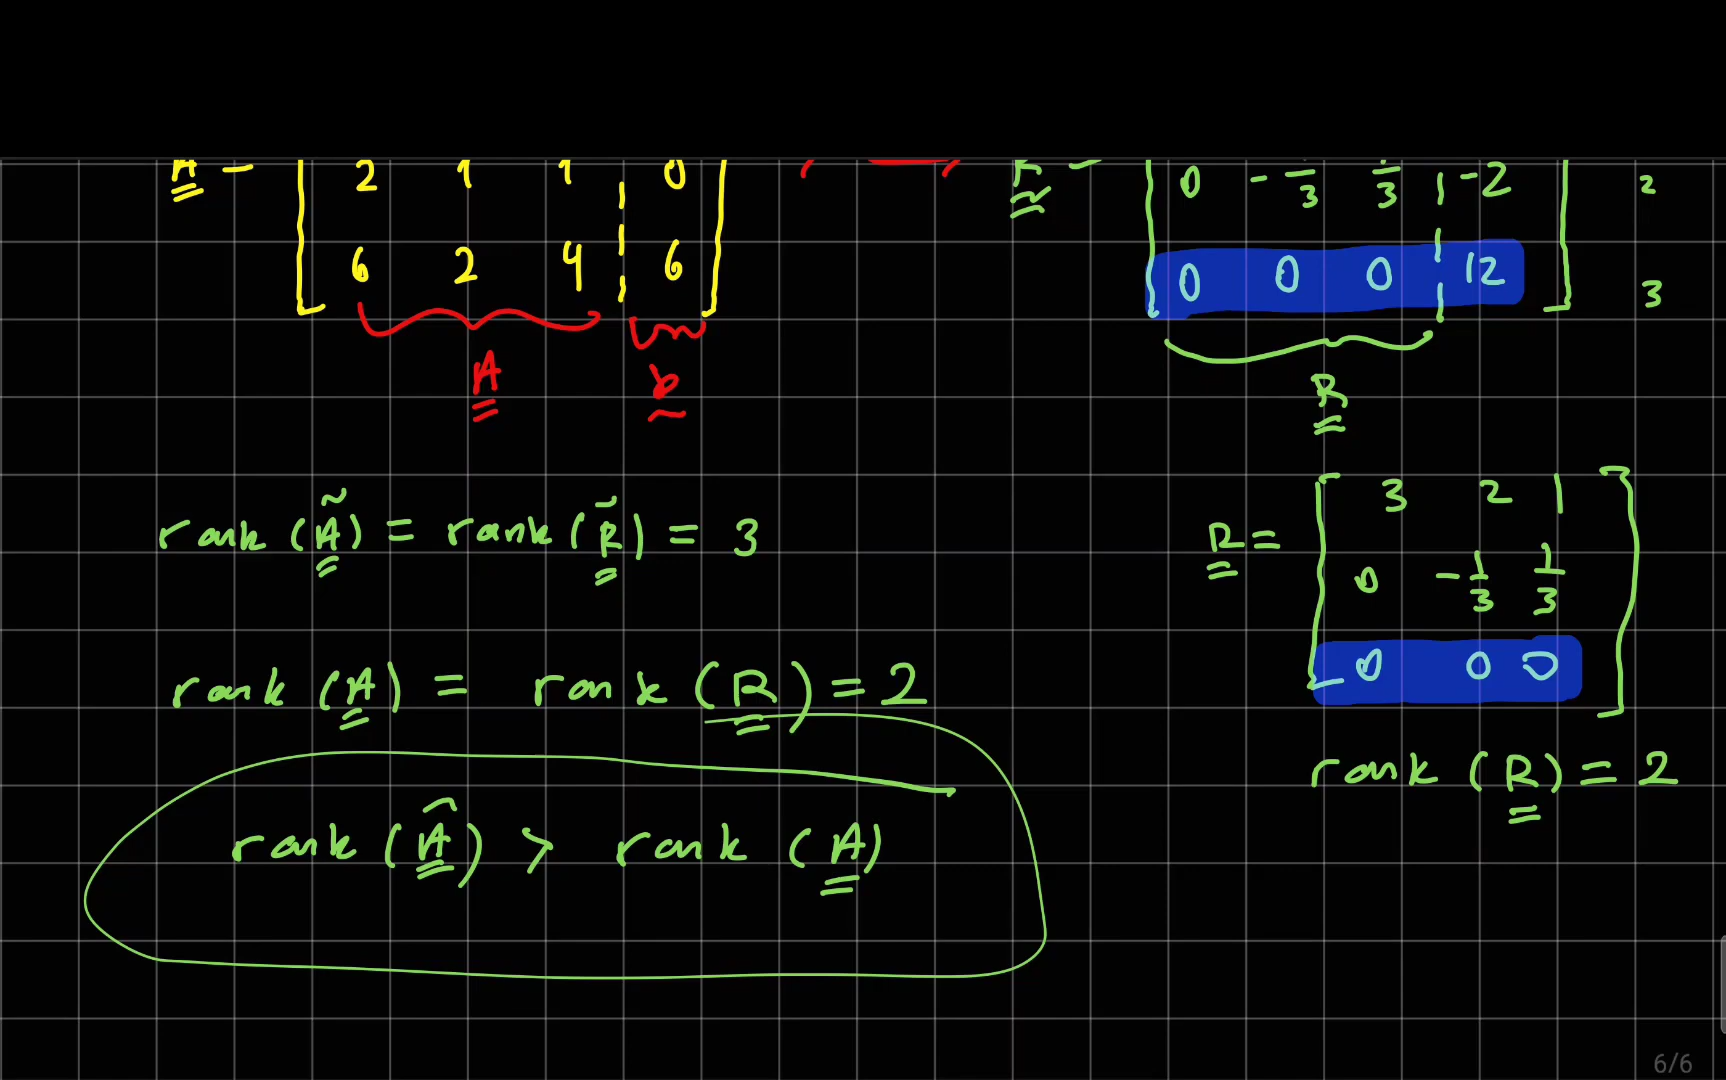 A - [ 2 1 1 ¦ 0 ]
R - [ 0 - /3 /3 ¦ -2 ] 2
[ 6 2 4 ¦ 6 ]
[ 0 0 0 ¦ 12 ] 3
A b
R
R = [ 3 2 1
0 -1/3 1/3
0 0 0 ]
rank (Ã) = rank (R̃) = 3
rank (A) = rank (R) = 2
rank (R) = 2
rank (Ã) > rank (A)
6/6